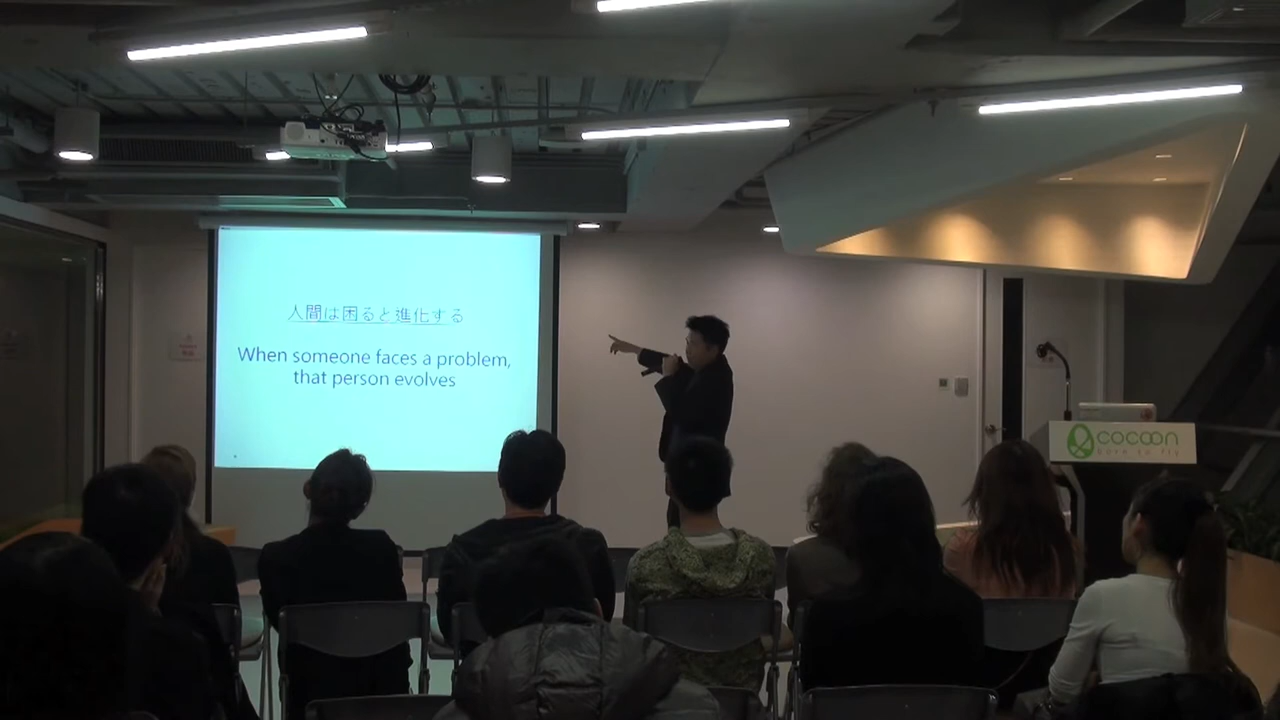 人間は困ると進化する
When someone faces a problem,
that person evolves
cocoon
born to fly